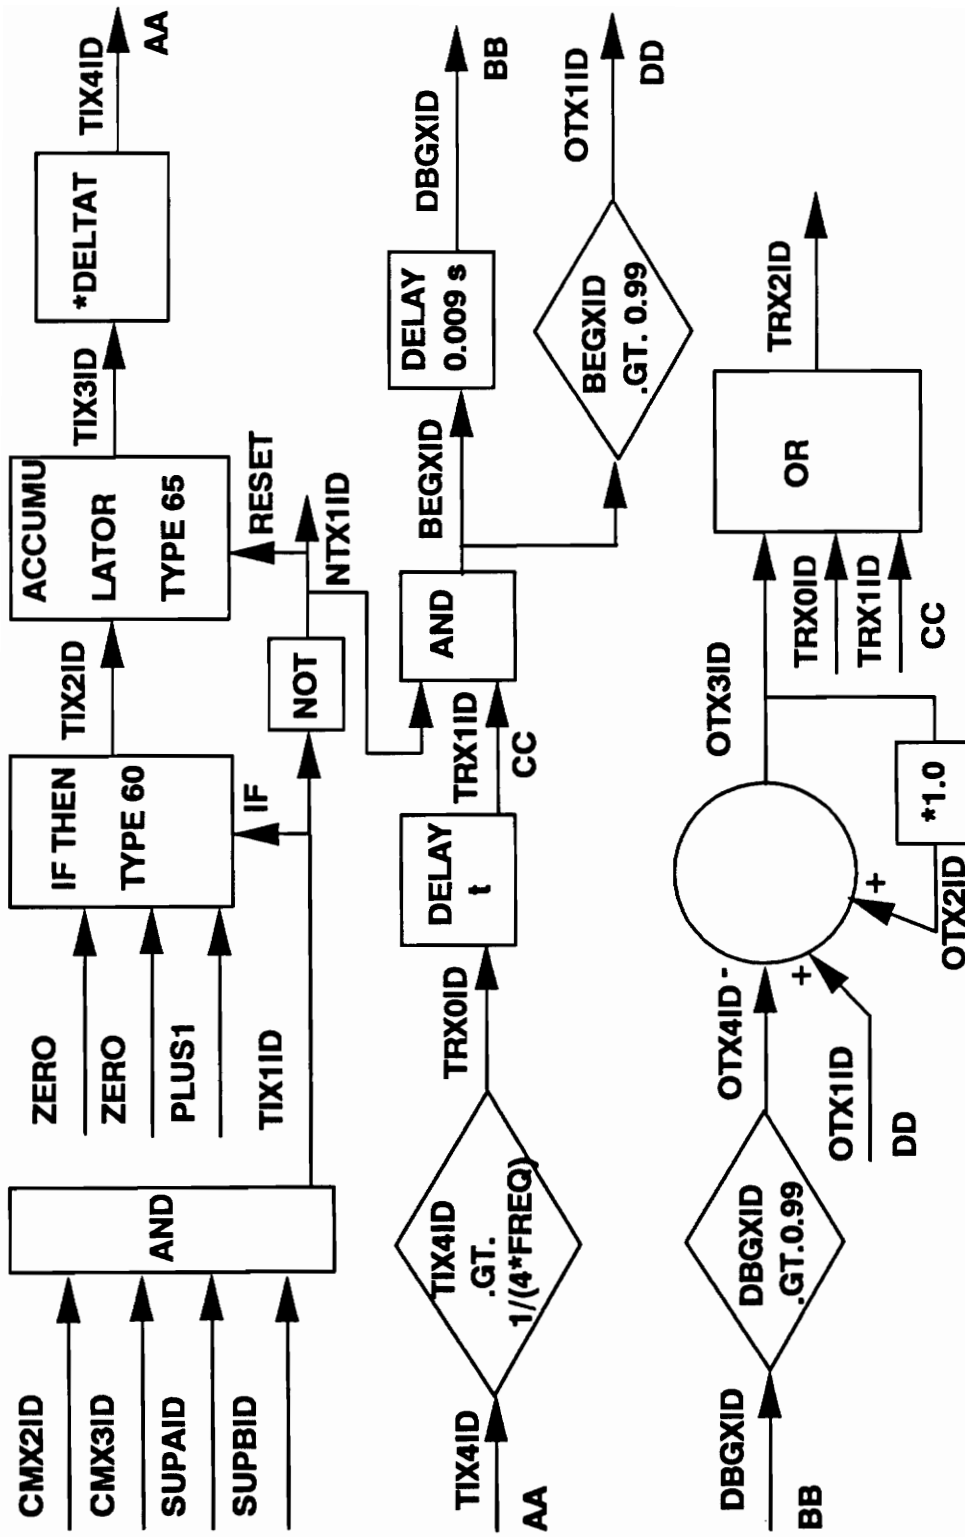 CMX2ID
CMX3ID
SUPAID
SUPBID
AND
ZERO
ZERO
PLUS1
TIX1ID
IF THEN
TYPE 60
IF
TIX2ID
NOT
ACCUMU
LATOR
TYPE 65
RESET
NTX1ID
TIX3ID
*DELTAT
TIX4ID
AA
TIX4ID
AA
TIX4ID
.GT.
1/(4*FREQ)
TRX0ID
DELAY
t
TRX1ID
CC
AND
BEGXID
DELAY
0.009 s
DBGXID
BB
BEGXID
.GT. 0.99
OTX1ID
DD
DBGXID
BB
DBGXID
.GT.0.99
OTX4ID
-
OTX1ID
DD
+
+
OTX2ID
*1.0
OTX3ID
TRX0ID
TRX1ID
CC
OR
TRX2ID